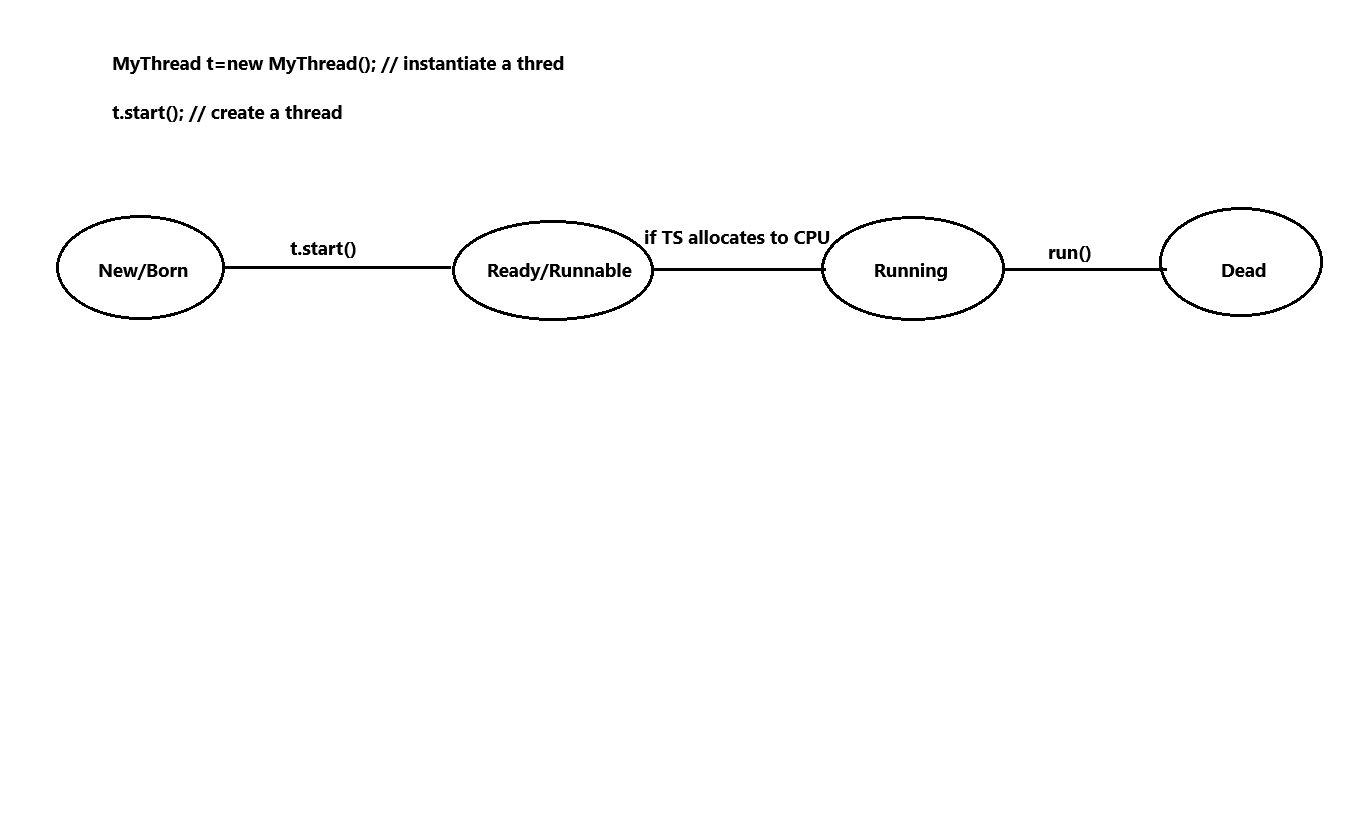 MyThread t=new MyThread(); // instantiate a thred
t.start(); // create a thread
New/Born
t.start()
Ready/Runnable
if TS allocates to CPU
Running
run()
Dead